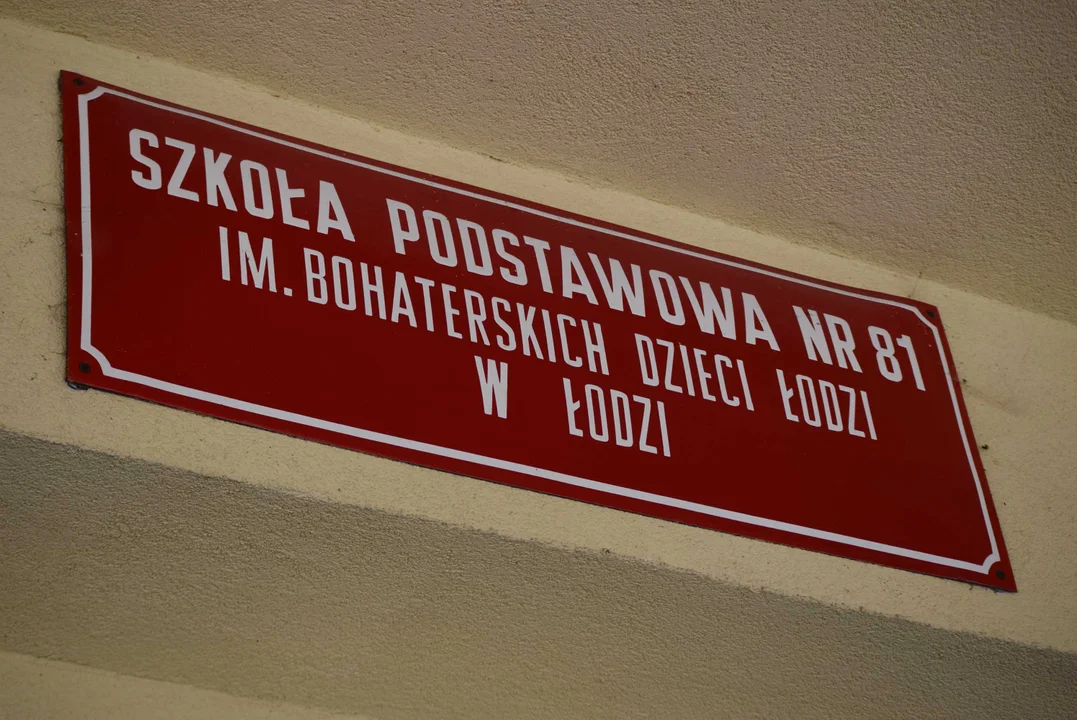 SZKOŁA PODSTAWOWA NR 81
IM. BOHATERSKICH DZIECI ŁODZI
W ŁODZI